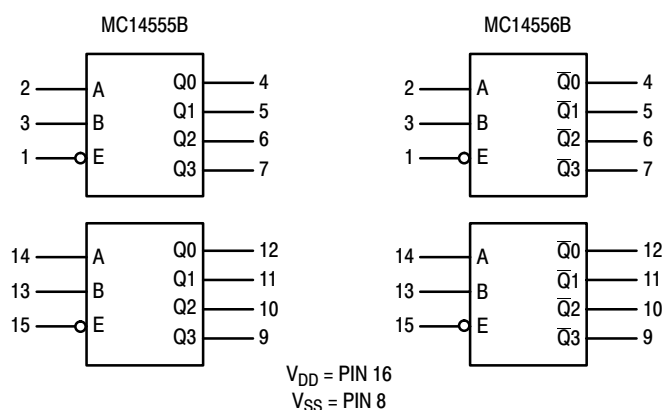 MC14555B
2 A Q0 4
3 B Q1 5
1 E Q2 6
Q3 7
14 A Q0 12
13 B Q1 11
15 E Q2 10
Q3 9
MC14556B
2 A Q̅0 4
3 B Q̅1 5
1 E Q̅2 6
Q̅3 7
14 A Q̅0 12
13 B Q̅1 11
15 E Q̅2 10
Q̅3 9
VDD = PIN 16
VSS = PIN 8